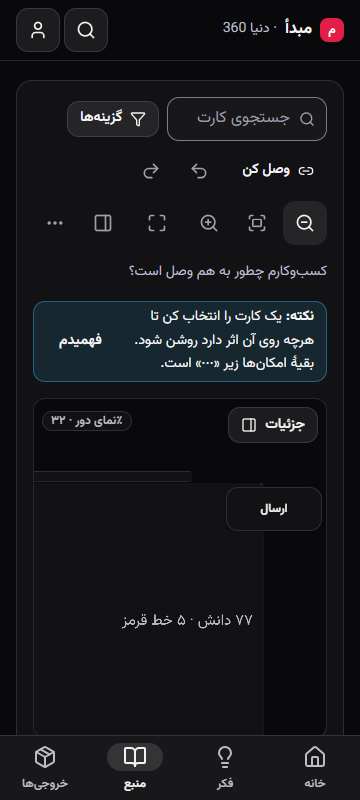 م مبدأ · دنیا 360
جستجوی کارت
گزینه‌ها
وصل کن
کسب‌وکارم چطور به هم وصل است؟
نکته: یک کارت را انتخاب کن تا
هرچه روی آن اثر دارد روشن شود.
بقیهٔ امکان‌ها زیر «···» است.
فهمیدم
جزئیات
نمای دور · ۳۲٪
ارسال
۷۷ دانش · ۵ خط قرمز
خانه
فکر
منبع
خروجی‌ها